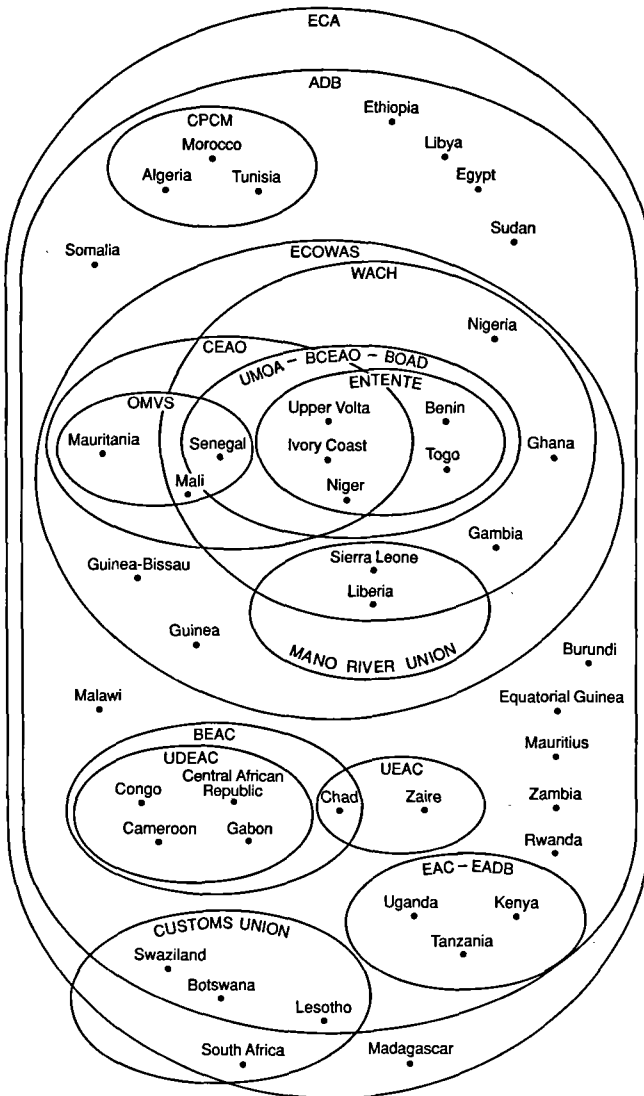 ECA
ADB
CPCM
Morocco
Algeria
Tunisia
Ethiopia
Libya
Egypt
Sudan
Somalia
ECOWAS
WACH
Nigeria
CEAO
UMOA - BCEAO - BOAD
ENTENTE
OMVS
Upper Volta
Benin
Mauritania
Senegal
Ivory Coast
Togo
Ghana
Mali
Niger
Gambia
Guinea-Bissau
Sierra Leone
Liberia
Guinea
MANO RIVER UNION
Burundi
Malawi
Equatorial Guinea
BEAC
Mauritius
UDEAC
UEAC
Congo
Central African
Republic
Chad
Zaire
Zambia
Cameroon
Gabon
Rwanda
EAC-EADB
Uganda
Kenya
Tanzania
CUSTOMS UNION
Swaziland
Botswana
Lesotho
South Africa
Madagascar